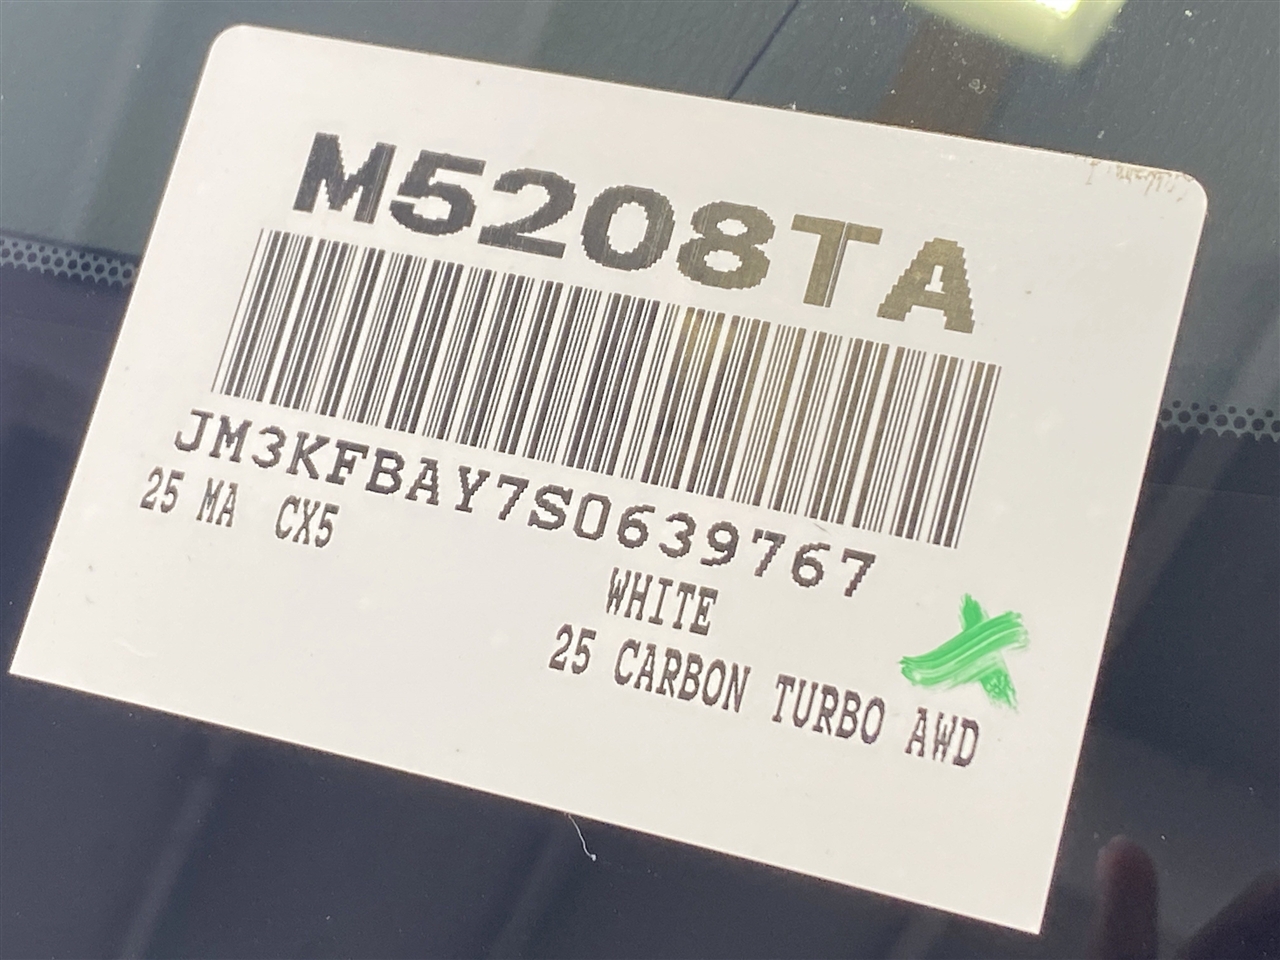 M5208TA
JM3KFBAY7S0639767
25 MA CX5
WHITE
25 CARBON TURBO AWD